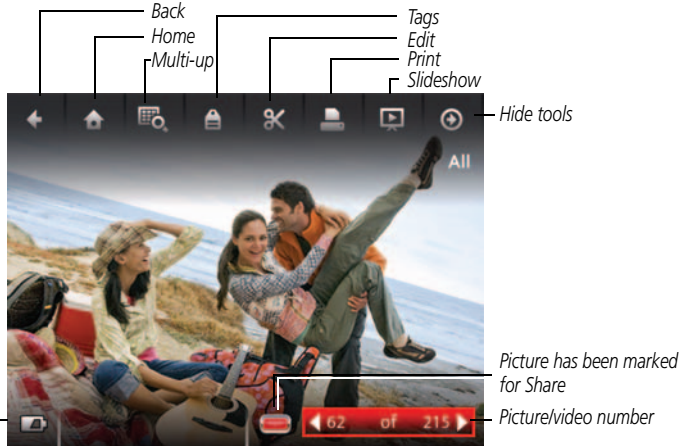 Back
Home
Multi-up
Tags
Edit
Print
Slideshow
Hide tools
All
Picture has been marked
for Share
Picture/video number
62 of 215